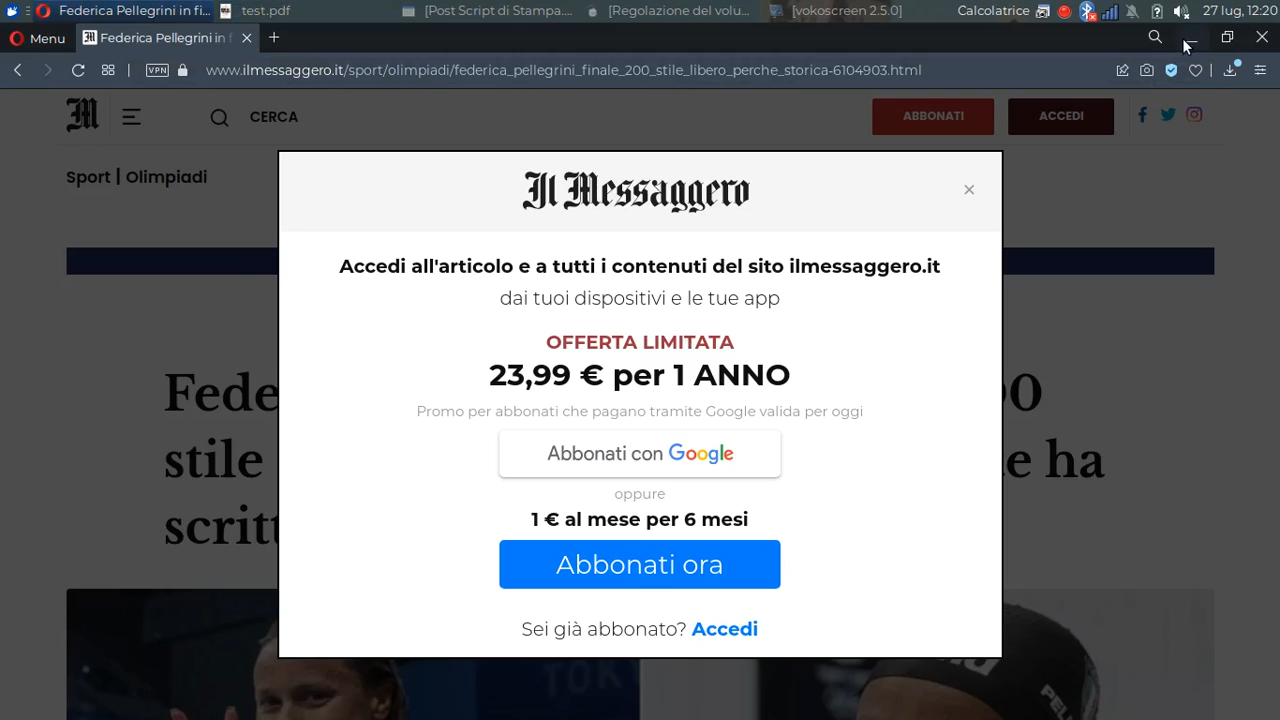 Federica Pellegrini in fi...
test.pdf
[Post Script di Stampa....
[Regolazione del volu...
[vokoscreen 2.5.0]
Calcolatrice
27 lug, 12:20
Menu
Federica Pellegrini in f
VPN
www.ilmessaggero.it/sport/olimpiadi/federica_pellegrini_finale_200_stile_libero_perche_storica-6104903.html
CERCA
ABBONATI
ACCEDI
Sport | Olimpiadi
Il Messaggero
Accedi all'articolo e a tutti i contenuti del sito ilmessaggero.it
dai tuoi dispositivi e le tue app
OFFERTA LIMITATA
23,99 € per 1 ANNO
Promo per abbonati che pagano tramite Google valida per oggi
Abbonati con Google
oppure
1 € al mese per 6 mesi
Abbonati ora
Sei già abbonato? Accedi
stile
ha
TOK